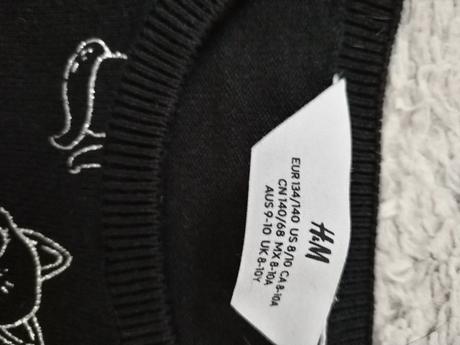 H&M
EUR 134/140 US 8/10 CA 8-10A
CN 140/68 MX 8-10A
AUS 9-10 UK 8-10Y